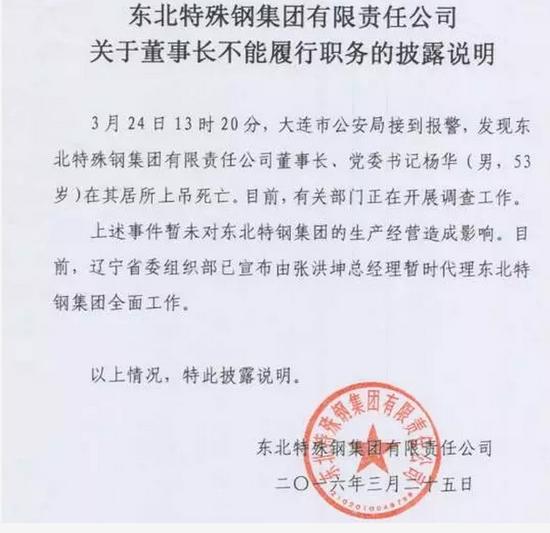 东北特殊钢集团有限责任公司
关于董事长不能履行职务的披露说明
3月24日13时20分，大连市公安局接到报警，发现东
北特殊钢集团有限责任公司董事长、党委书记杨华（男，53
岁）在其居所上吊死亡。目前，有关部门正在开展调查工作。
上述事件暂未对东北特钢集团的生产经营造成影响。目
前，辽宁省委组织部已宣布由张洪坤总经理暂时代理东北特
钢集团全面工作。
以上情况，特此披露说明。
东北特殊钢集团有限责任公司
东北特殊钢集团有限责任公司
二〇一六年三月二十五日